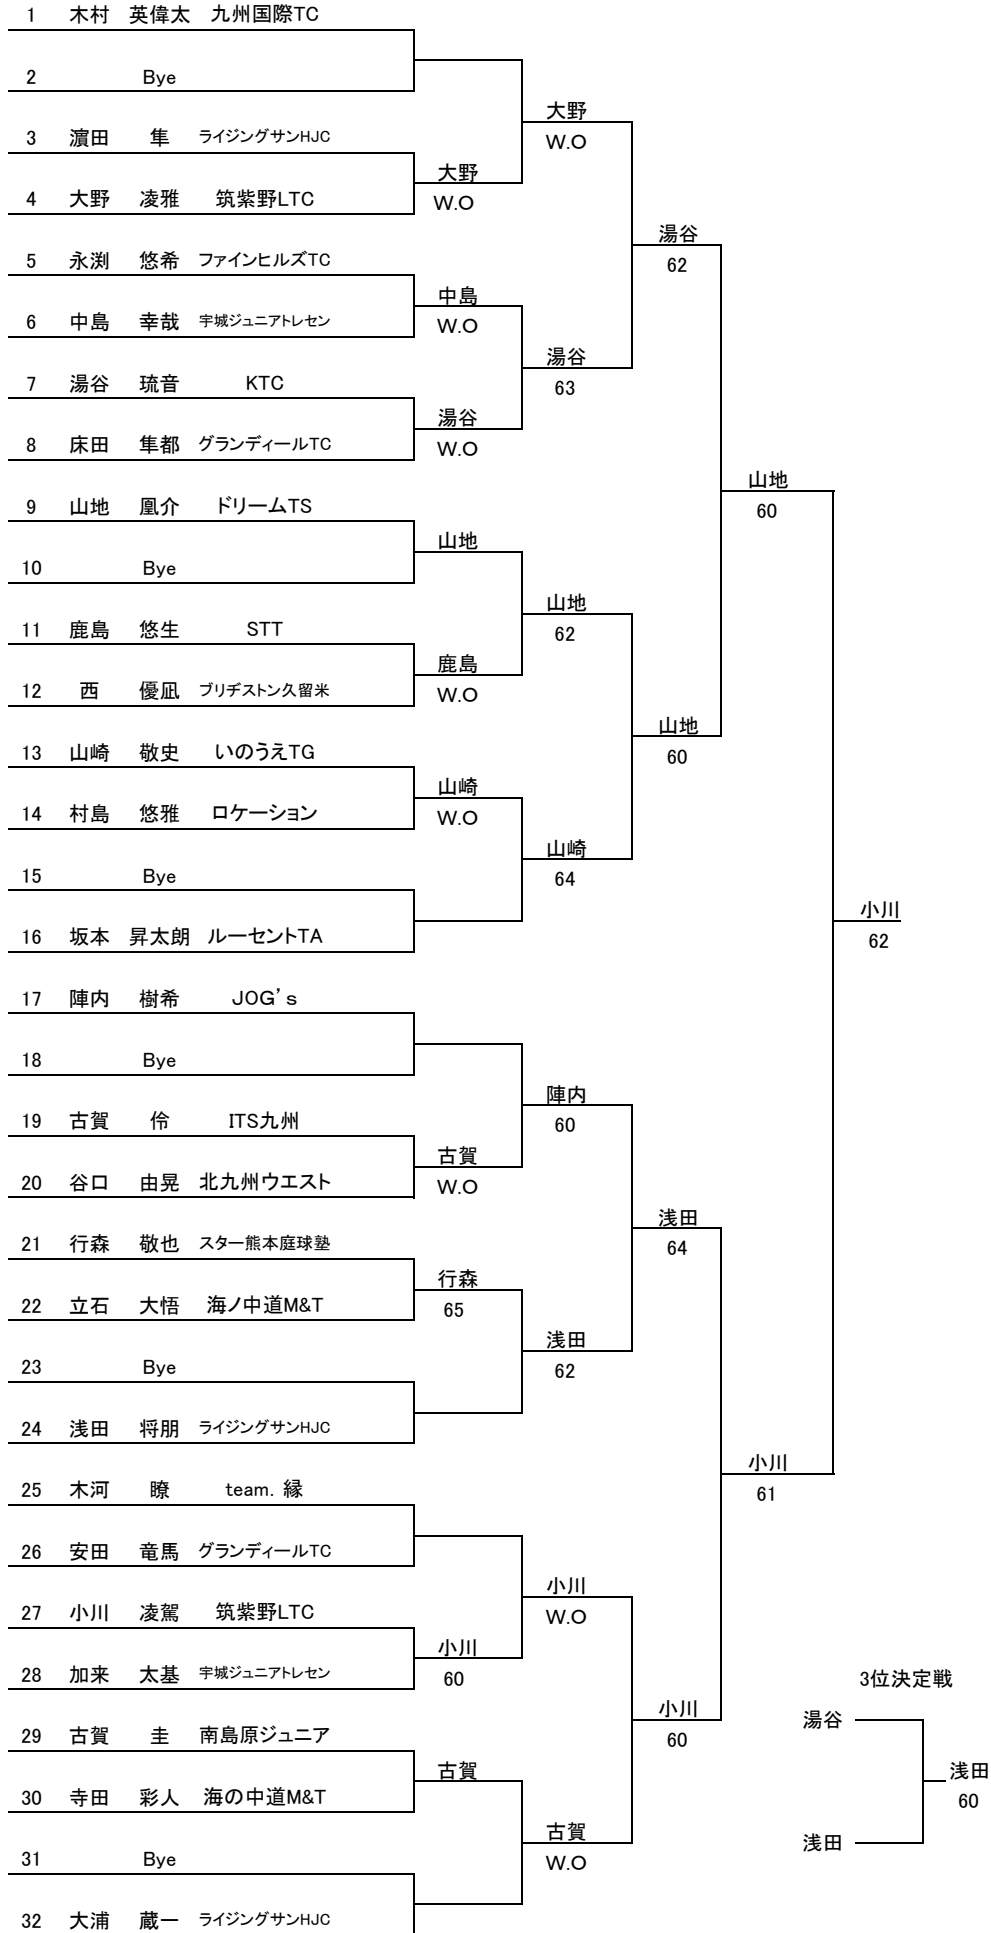 1 木村 英偉太 九州国際TC
2 Bye
大野
3 濵田 隼 ライジングサンHJC
W.O
大野
4 大野 凌雅 筑紫野LTC
W.O
湯谷
5 永渕 悠希 ファインヒルズTC
62
中島
6 中島 幸哉 宇城ジュニアトレセン
W.O
湯谷
7 湯谷 琉音 KTC
63
湯谷
8 床田 隼都 グランディールTC
W.O
山地
9 山地 凰介 ドリームTS
60
山地
10 Bye
山地
11 鹿島 悠生 STT
62
鹿島
12 西 優凪 ブリヂストン久留米
W.O
山地
13 山崎 敬史 いのうえTG
60
山崎
14 村島 悠雅 ロケーション
W.O
山崎
15 Bye
64
小川
16 坂本 昇太朗 ルーセントTA
62
17 陣内 樹希 JOG's
18 Bye
陣内
19 古賀 伶 ITS九州
60
古賀
20 谷口 由晃 北九州ウエスト
W.O
浅田
21 行森 敬也 スター熊本庭球塾
64
行森
22 立石 大悟 海ノ中道M&T
65
浅田
23 Bye
62
24 浅田 将朋 ライジングサンHJC
小川
25 木河 瞭 team. 縁
61
26 安田 竜馬 グランディールTC
小川
27 小川 凌駕 筑紫野LTC
W.O
小川
28 加来 太基 宇城ジュニアトレセン
60
3位決定戦
小川
湯谷
29 古賀 圭 南島原ジュニア
60
古賀
浅田
30 寺田 彩人 海の中道M&T
60
古賀
浅田
31 Bye
W.O
32 大浦 蔵一 ライジングサンHJC